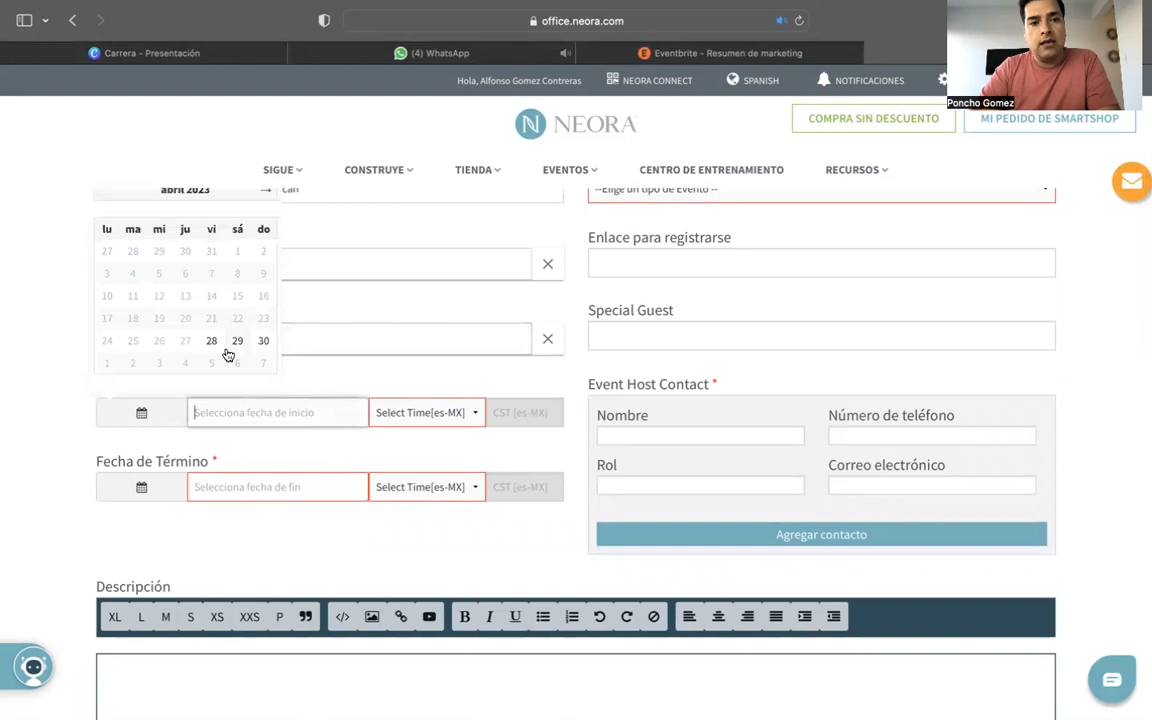 office.neora.com
Carrera - Presentación
(4) WhatsApp
Eventbrite - Resumen de marketing
Hola, Alfonso Gomez Contreras
NEORA CONNECT
SPANISH
NOTIFICACIONES
Poncho Gomez
NEORA
COMPRA SIN DESCUENTO
MI PEDIDO DE SMARTSHOP
SIGUE
CONSTRUYE
TIENDA
EVENTOS
CENTRO DE ENTRENAMIENTO
RECURSOS
abril 2023 →
can
--Elige un tipo de Evento --
lu ma mi ju vi sá do
27 28 29 30 31 1 2
3 4 5 6 7 8 9
10 11 12 13 14 15 16
17 18 19 20 21 22 23
24 25 26 27 28 29 30
1 2 3 4 5 6 7
Enlace para registrarse
Special Guest
Selecciona fecha de inicio
Select Time[es-MX]
CST [es-MX]
Fecha de Término *
Selecciona fecha de fin
Select Time[es-MX]
CST [es-MX]
Event Host Contact *
Nombre
Número de teléfono
Rol
Correo electrónico
Agregar contacto
Descripción
XL L M S XS XXS P
B I U